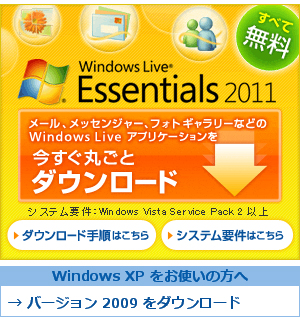 すべて
無料
Windows Live®
Essentials 2011
メール、メッセンジャー、フォトギャラリーなどの
Windows Live アプリケーションを
今すぐ丸ごと
ダウンロード
システム要件：Windows Vista Service Pack 2 以上
ダウンロード手順はこちら
システム要件はこちら
Windows XP をお使いの方へ
→ バージョン 2009 をダウンロード